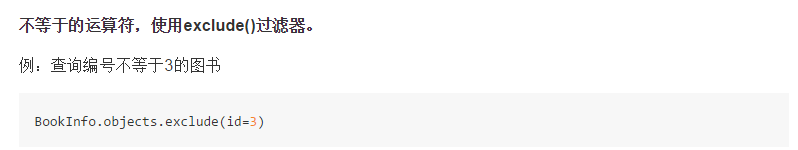 不等于的运算符，使用exclude()过滤器。
例：查询编号不等于3的图书
BookInfo.objects.exclude(id=3)